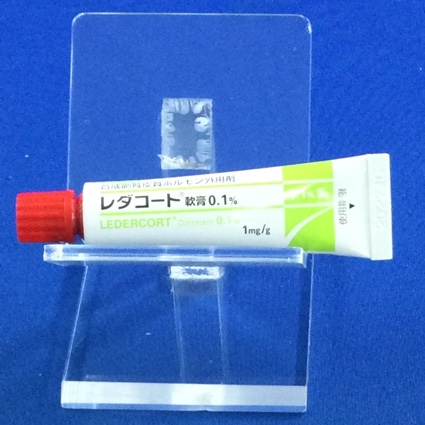 合成副腎皮質ホルモン外用剤
レダコート 軟膏0.1%
LEDERCORT® Ointment 0.1%
1mg/g